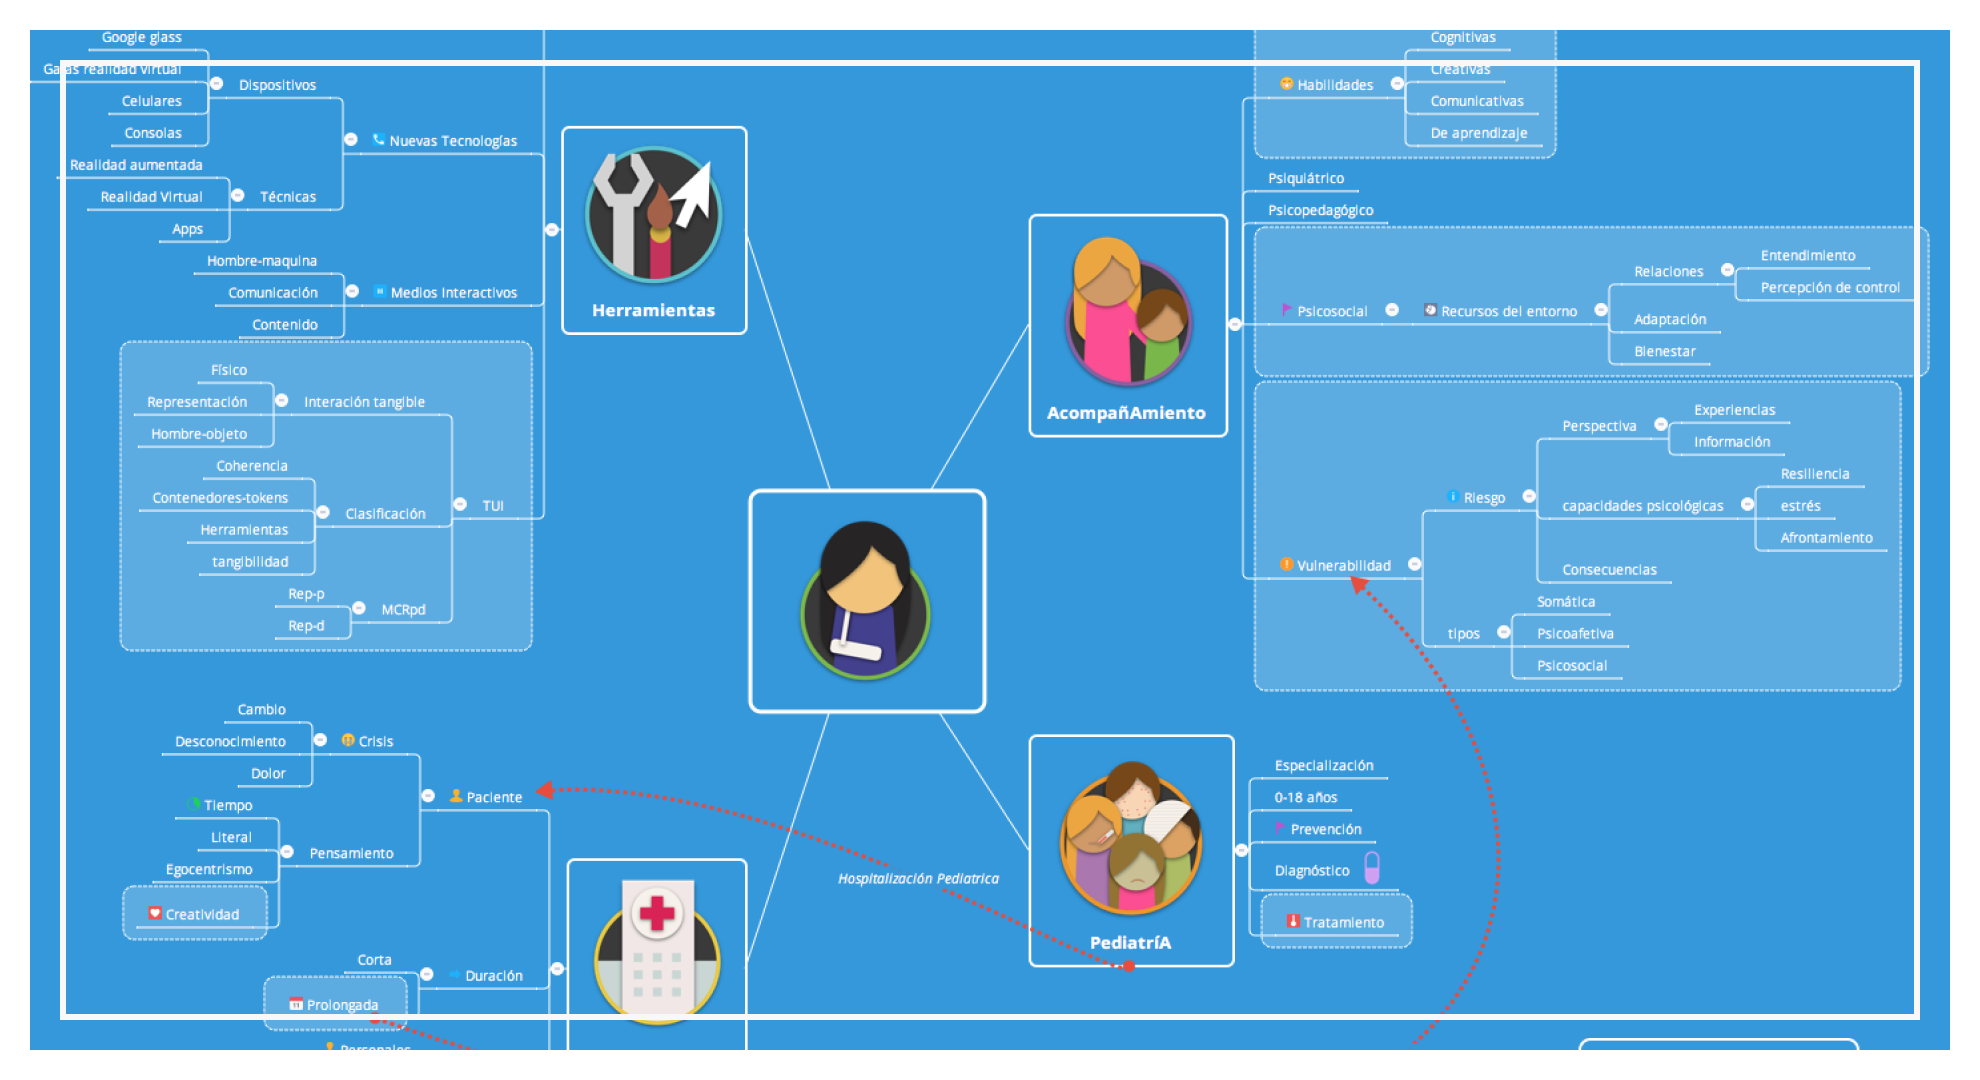 Google glass
Gafas realidad virtual
Celulares
Consolas
Dispositivos
Realidad aumentada
Realidad Virtual
Apps
Técnicas
Nuevas Tecnologías
Hombre-maquina
Comunicación
Contenido
Medios Interactivos
Físico
Representación
Hombre-objeto
Interación tangible
Coherencia
Contenedores-tokens
Herramientas
tangibilidad
Clasificación
Rep-p
Rep-d
MCRpd
TUI
Herramientas
Cognitivas
Creativas
Comunicativas
De aprendizaje
Habilidades
Psiquiátrico
Psicopedagógico
Psicosocial
Recursos del entorno
Relaciones
Entendimiento
Percepción de control
Adaptación
Bienestar
AcompañAmiento
Vulnerabilidad
Riesgo
Perspectiva
Experiencias
Información
capacidades psicológicas
Resiliencia
estrés
Afrontamiento
Consecuencias
tipos
Somática
Psicoafetiva
Psicosocial
Cambio
Desconocimiento
Dolor
Crisis
Tiempo
Literal
Egocentrismo
Creatividad
Pensamiento
Paciente
Corta
Prolongada
Duración
Personales
Hospitalización Pediatrica
PediatríA
Especialización
0-18 años
Prevención
Diagnóstico
Tratamiento